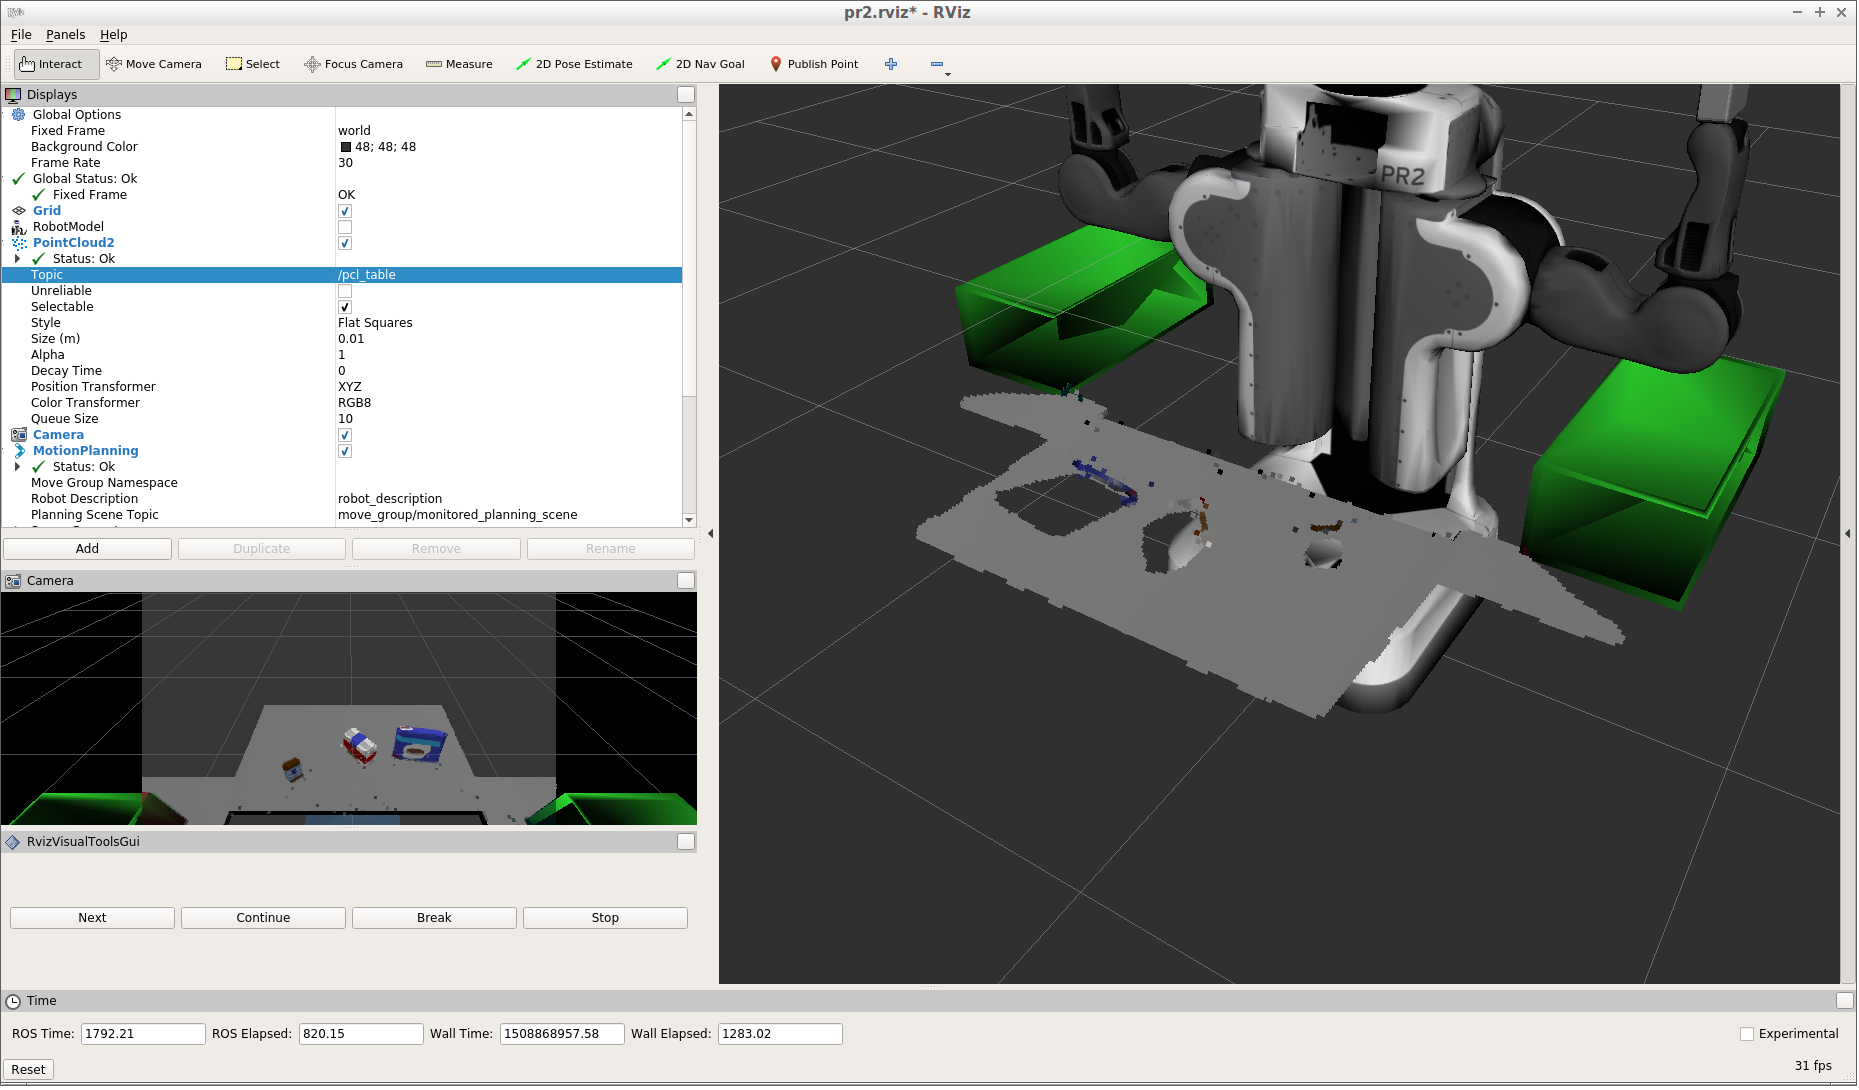 pr2.rviz* - RViz
File Panels Help
Interact Move Camera Select Focus Camera Measure 2D Pose Estimate 2D Nav Goal Publish Point
Displays
Global Options
Fixed Frame world
Background Color 48; 48; 48
Frame Rate 30
Global Status: Ok
Fixed Frame OK
Grid
RobotModel
PointCloud2
Status: Ok
Topic /pcl_table
Unreliable
Selectable
Style Flat Squares
Size (m) 0.01
Alpha 1
Decay Time 0
Position Transformer XYZ
Color Transformer RGB8
Queue Size 10
Camera
MotionPlanning
Status: Ok
Move Group Namespace
Robot Description robot_description
Planning Scene Topic move_group/monitored_planning_scene
Add Duplicate Remove Rename
Camera
RvizVisualToolsGui
Next Continue Break Stop
PR2
Time
ROS Time: 1792.21 ROS Elapsed: 820.15 Wall Time: 1508868957.58 Wall Elapsed: 1283.02 Experimental
Reset 31 fps